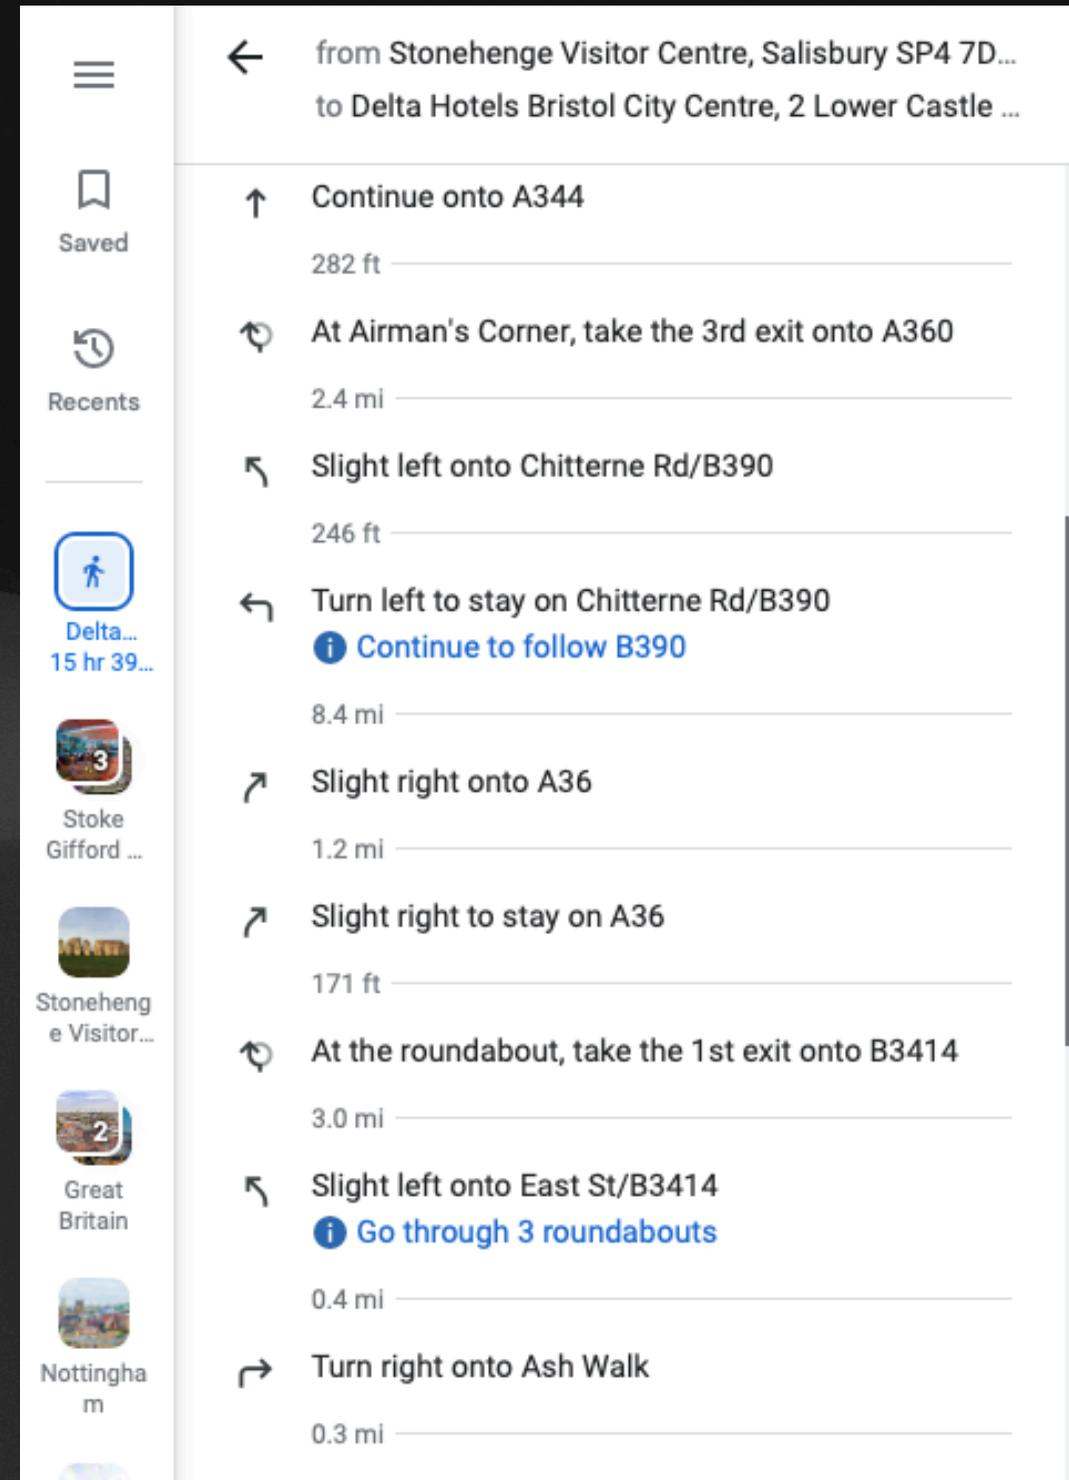 from Stonehenge Visitor Centre, Salisbury SP4 7D...
to Delta Hotels Bristol City Centre, 2 Lower Castle ...
Saved
Recents
Delta...
15 hr 39...
3
Stoke
Gifford ...
Stoneheng
e Visitor...
2
Great
Britain
Nottingha
m
Continue onto A344
282 ft
At Airman's Corner, take the 3rd exit onto A360
2.4 mi
Slight left onto Chitterne Rd/B390
246 ft
Turn left to stay on Chitterne Rd/B390
Continue to follow B390
8.4 mi
Slight right onto A36
1.2 mi
Slight right to stay on A36
171 ft
At the roundabout, take the 1st exit onto B3414
3.0 mi
Slight left onto East St/B3414
Go through 3 roundabouts
0.4 mi
Turn right onto Ash Walk
0.3 mi